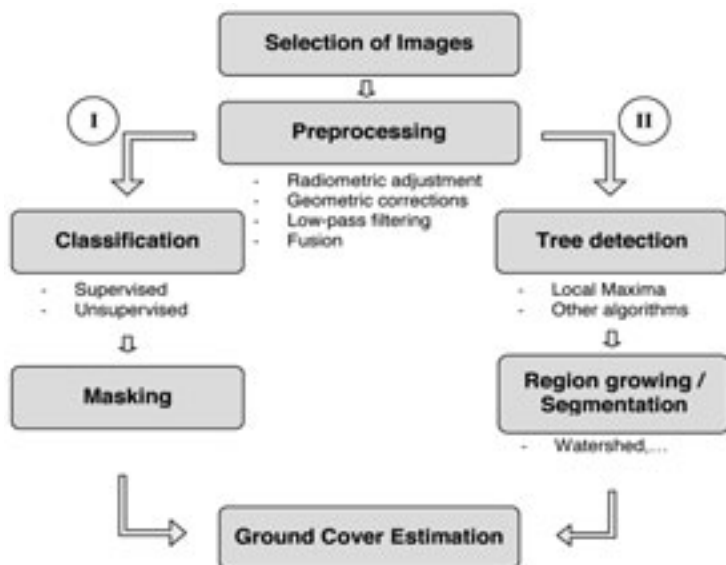 Selection of Images
I
II
Preprocessing
- Radiometric adjustment
- Geometric corrections
- Low-pass filtering
- Fusion
Classification
- Supervised
- Unsupervised
Masking
Tree detection
- Local Maxima
- Other algorithms
Region growing /
Segmentation
- Watershed,...
Ground Cover Estimation